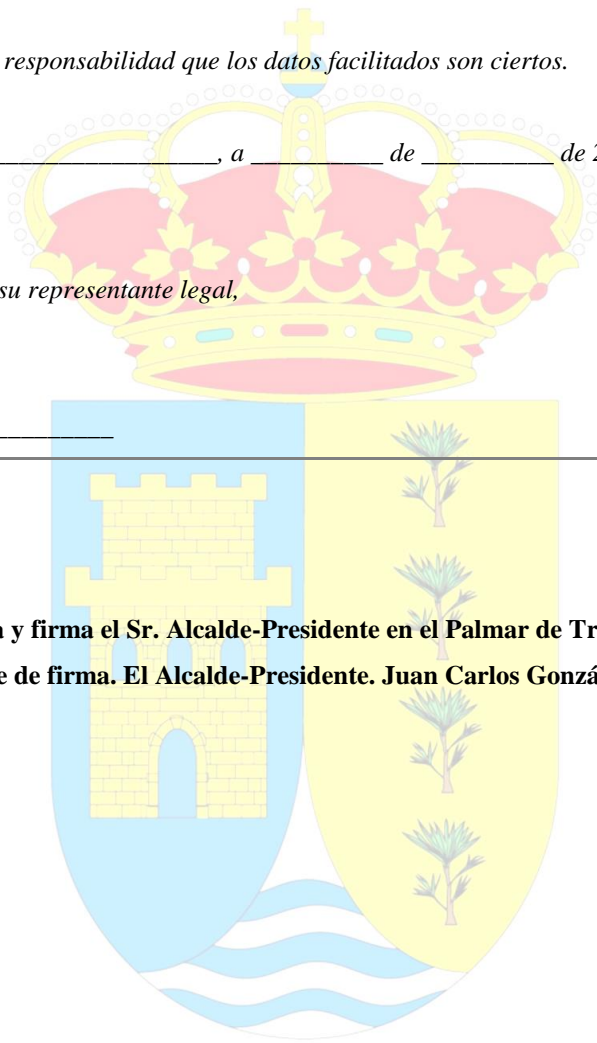 responsabilidad que los datos facilitados son ciertos.
_________________, a __________ de __________ de 2
su representante legal,
_________
y firma el Sr. Alcalde-Presidente en el Palmar de Tr
de firma. El Alcalde-Presidente. Juan Carlos Gonzá